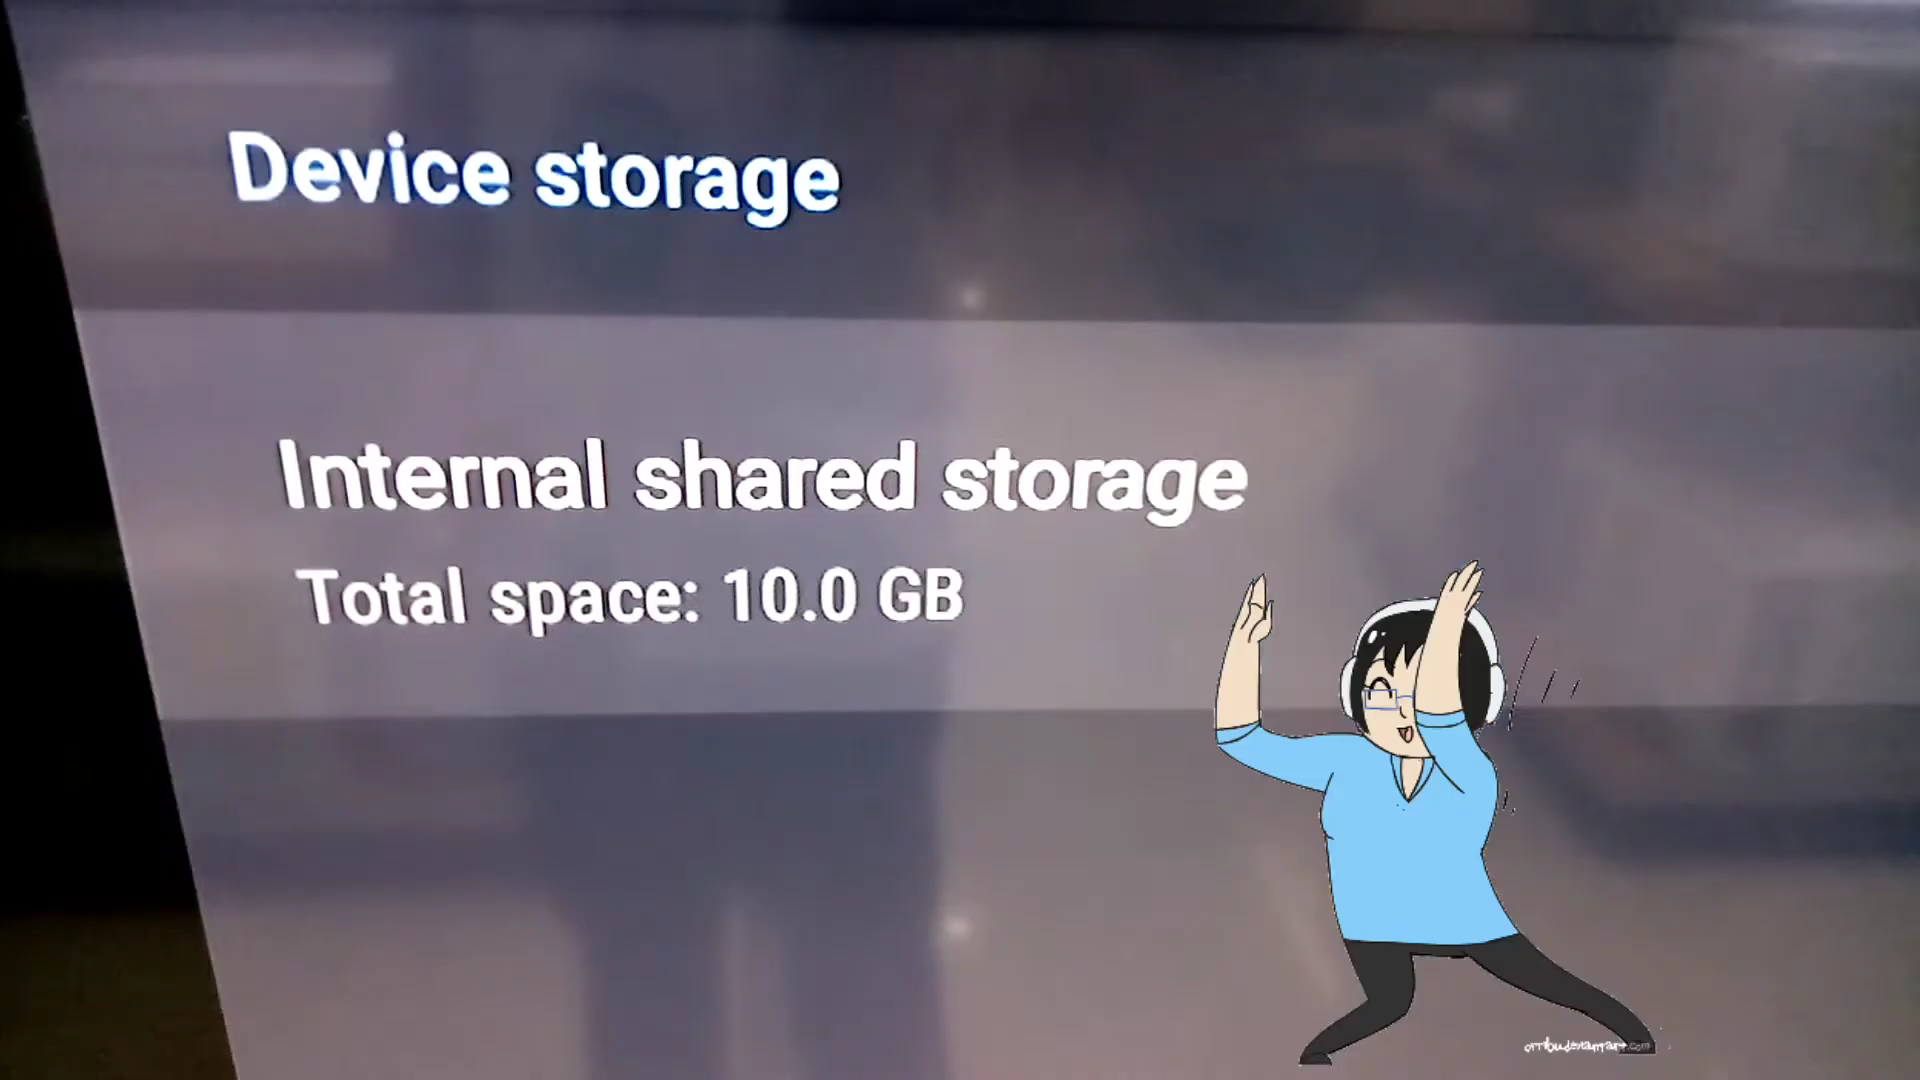 Device storage
Internal shared storage
Total space: 10.0 GB